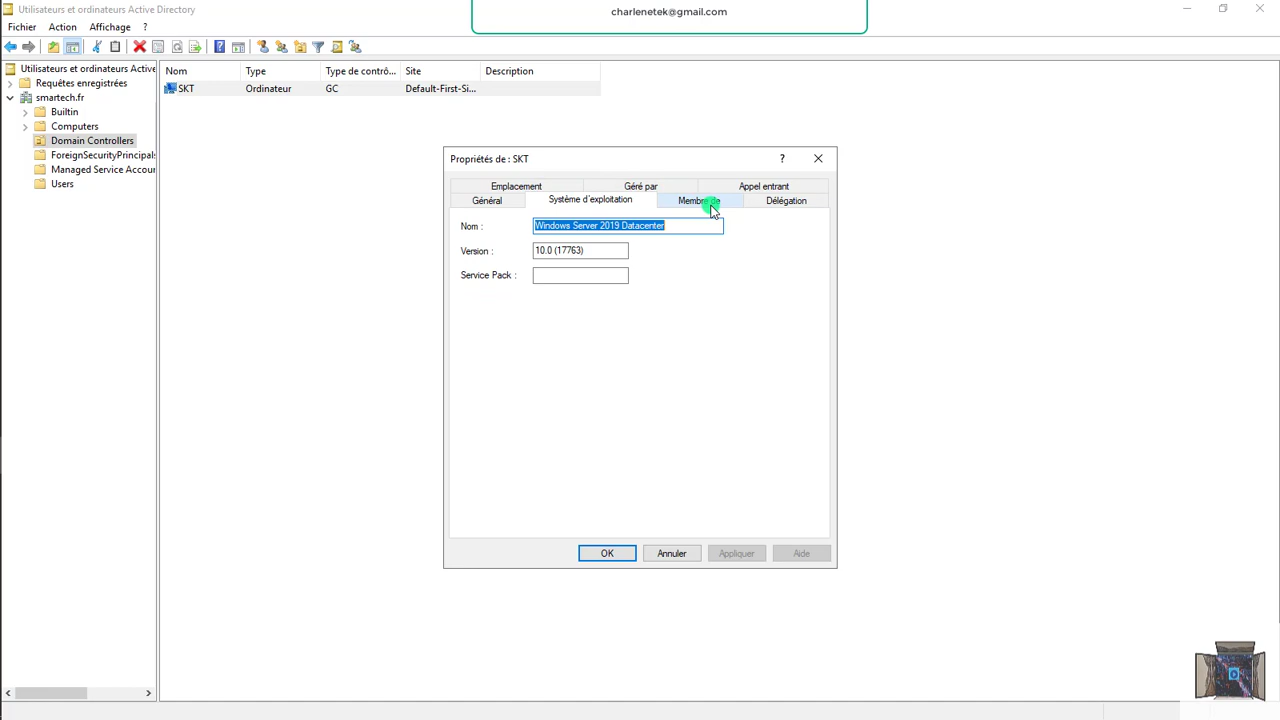 charlenetek@gmail.com
Utilisateurs et ordinateurs Active Directory
Fichier Action Affichage ?
Utilisateurs et ordinateurs Active
Requêtes enregistrées
smartech.fr
Builtin
Computers
Domain Controllers
ForeignSecurityPrincipals
Managed Service Accour
Users
Nom Type Type de contrô... Site Description
SKT Ordinateur GC Default-First-Si...
Propriétés de : SKT
Emplacement Géré par Appel entrant
Général Système d'exploitation Membre de Délégation
Nom : Windows Server 2019 Datacenter
Version : 10.0 (17763)
Service Pack :
OK Annuler Appliquer Aide